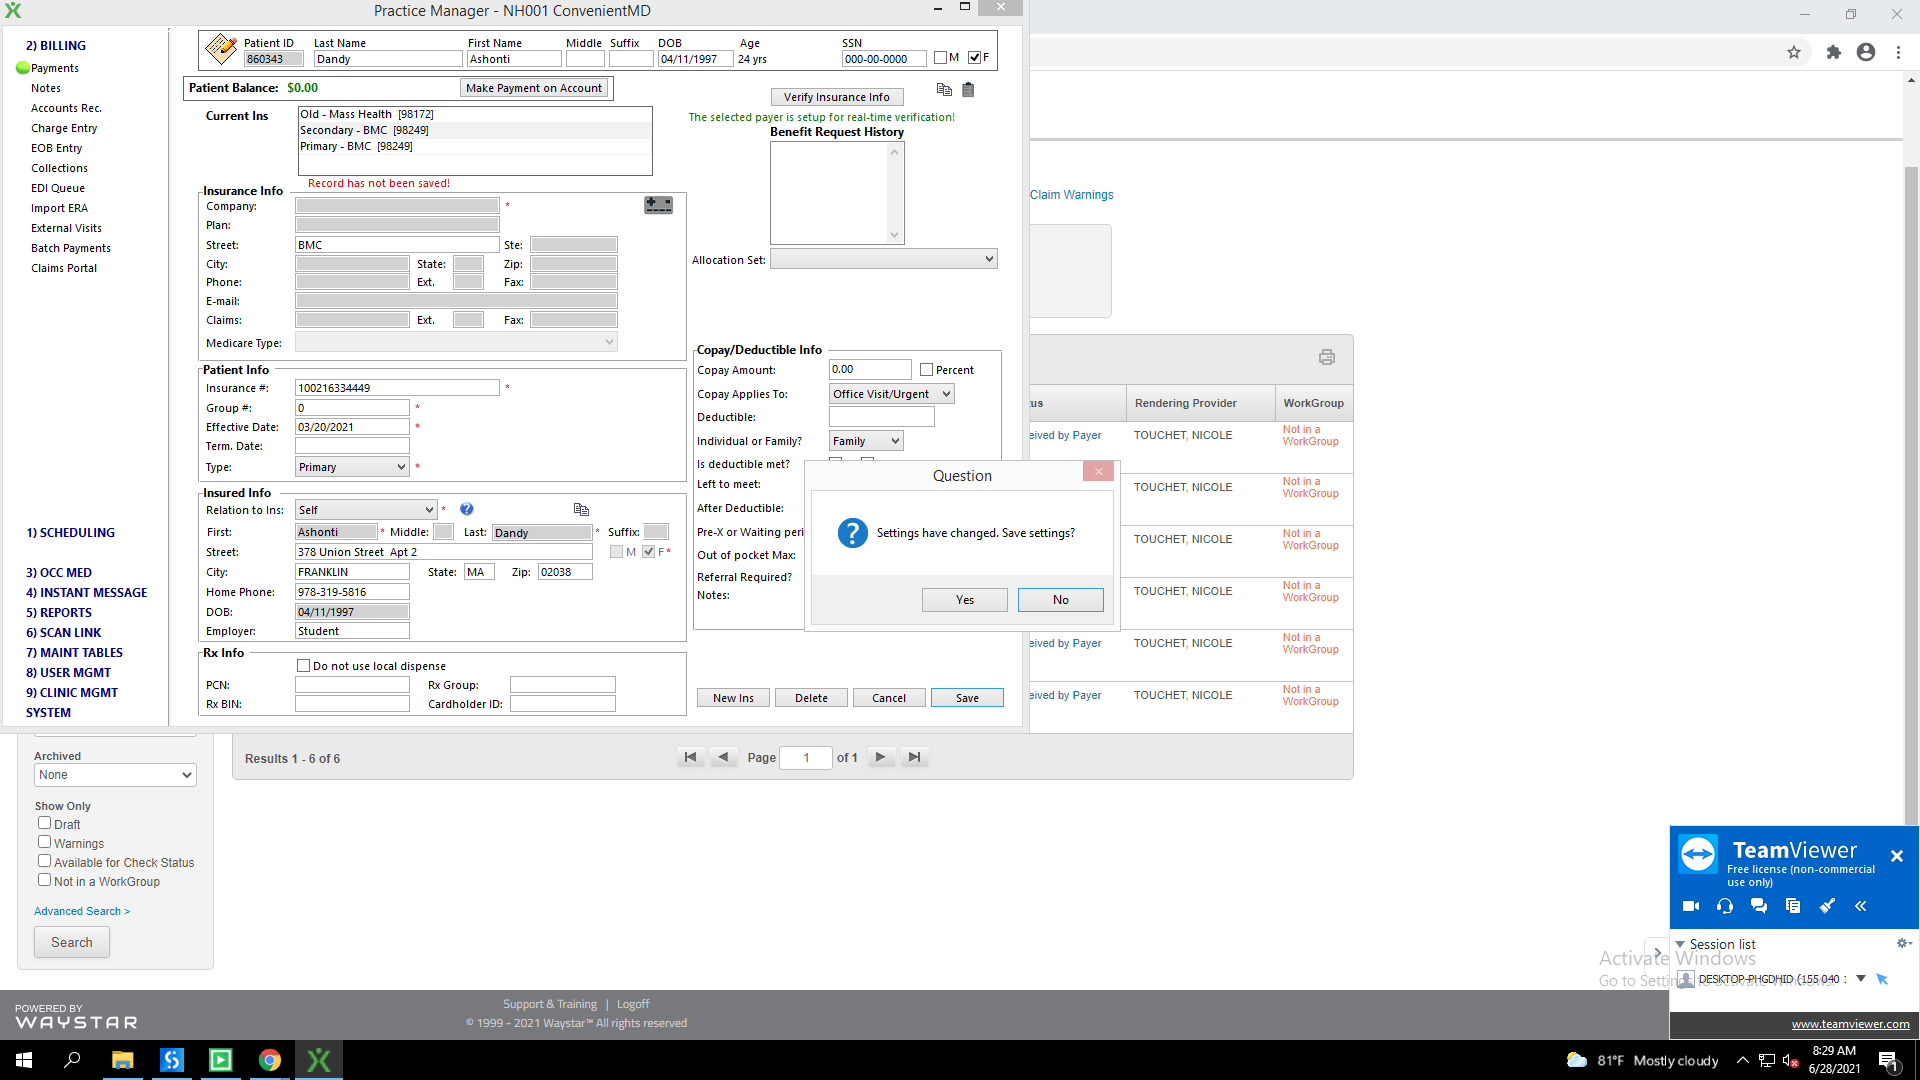 Practice Manager - NH001 ConvenientMD
2) BILLING
Payments
Notes
Accounts Rec.
Charge Entry
EOB Entry
Collections
EDI Queue
Import ERA
External Visits
Batch Payments
Claims Portal
1) SCHEDULING
3) OCC MED
4) INSTANT MESSAGE
5) REPORTS
6) SCAN LINK
7) MAINT TABLES
8) USER MGMT
9) CLINIC MGMT
SYSTEM
Patient ID Last Name First Name Middle Suffix DOB Age SSN
860343 Dandy Ashonti 04/11/1997 24 yrs 000-00-0000 M F
Patient Balance: $0.00 Make Payment on Account
Verify Insurance Info
The selected payer is setup for real-time verification!
Benefit Request History
Current Ins
Old - Mass Health [98172]
Secondary - BMC [98249]
Primary - BMC [98249]
Record has not been saved!
Allocation Set:
Insurance Info
Company: *
Plan:
Street: BMC Ste:
City: State: Zip:
Phone: Ext. Fax:
E-mail:
Claims: Ext. Fax:
Medicare Type:
Patient Info
Insurance #: 100216334449 *
Group #: 0 *
Effective Date: 03/20/2021 *
Term. Date:
Type: Primary *
Insured Info
Relation to Ins: Self *
First: Ashonti * Middle: Last: Dandy * Suffix:
Street: 378 Union Street Apt 2 M F *
City: FRANKLIN State: MA Zip: 02038
Home Phone: 978-319-5816
DOB: 04/11/1997
Employer: Student
Rx Info
Do not use local dispense
PCN: Rx Group:
Rx BIN: Cardholder ID:
Copay/Deductible Info
Copay Amount: 0.00 Percent
Copay Applies To: Office Visit/Urgent
Deductible:
Individual or Family? Family
Is deductible met?
Left to meet:
After Deductible:
Pre-X or Waiting peri
Out of pocket Max:
Referral Required?
Notes:
New Ins Delete Cancel Save
Question
Settings have changed. Save settings?
Yes No
Claim Warnings
tus Rendering Provider WorkGroup
eived by Payer TOUCHET, NICOLE Not in a
WorkGroup
TOUCHET, NICOLE Not in a
WorkGroup
TOUCHET, NICOLE Not in a
WorkGroup
TOUCHET, NICOLE Not in a
WorkGroup
eived by Payer TOUCHET, NICOLE Not in a
WorkGroup
eived by Payer TOUCHET, NICOLE Not in a
WorkGroup
Results 1 - 6 of 6 Page 1 of 1
Archived
None
Show Only
Draft
Warnings
Available for Check Status
Not in a WorkGroup
Advanced Search >
Search
POWERED BY
WAYSTAR
Support & Training | Logoff
© 1999 - 2021 Waystar™ All rights reserved
TeamViewer
Free license (non-commercial
use only)
Session list
Activate Windows
DESKTOP-PHGDHID (155 040
Go to Settings to activate Windows.
www.teamviewer.com
81°F Mostly cloudy
8:29 AM
6/28/2021
1